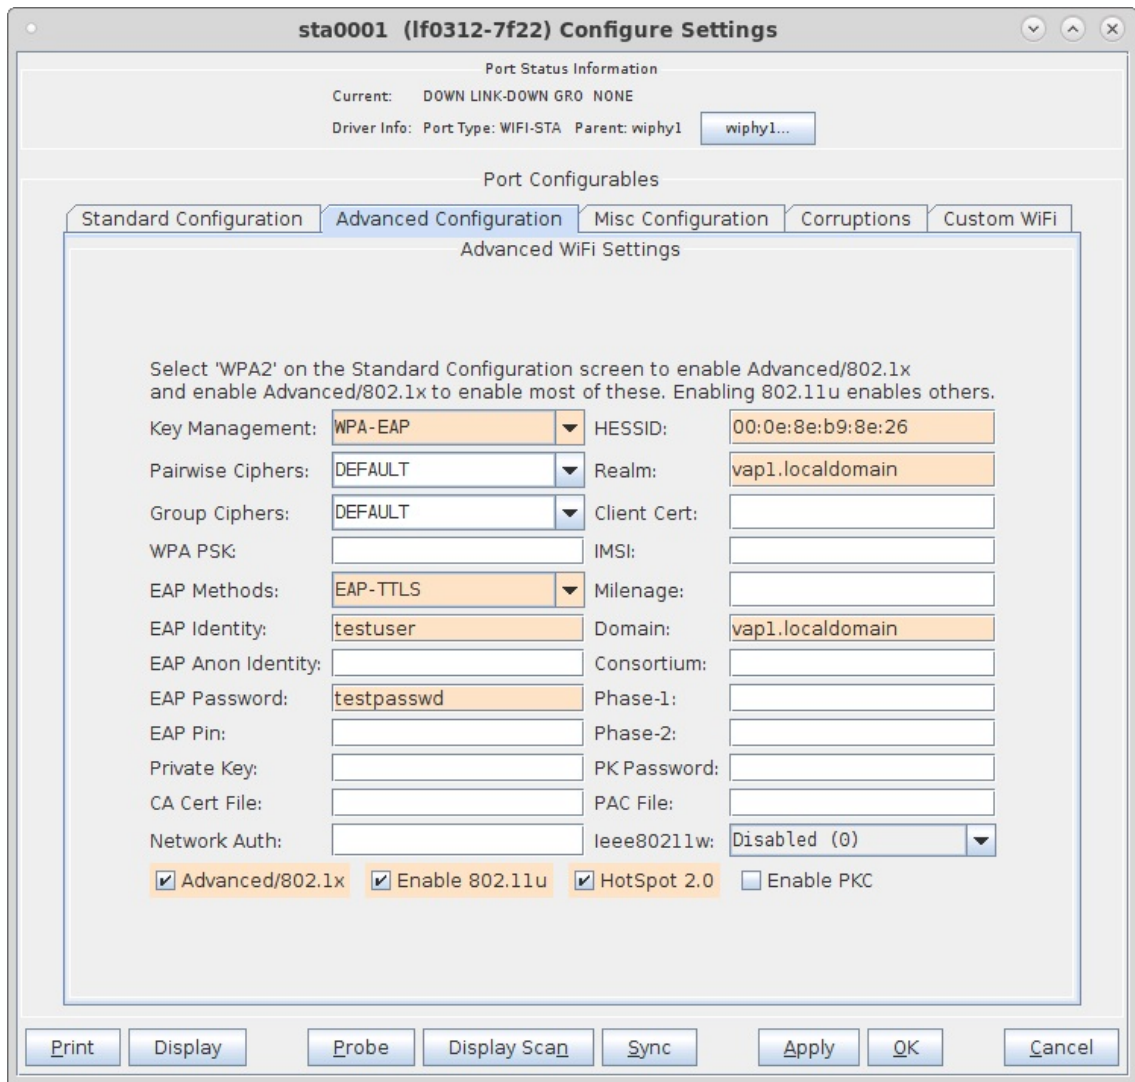 sta0001 (lf0312-7f22) Configure Settings
Port Status Information
Current: DOWN LINK-DOWN GRO NONE
Driver Info: Port Type: WIFI-STA Parent: wiphy1 wiphy1...
Port Configurables
Standard Configuration Advanced Configuration Misc Configuration Corruptions Custom WiFi
Advanced WiFi Settings
Select 'WPA2' on the Standard Configuration screen to enable Advanced/802.1x
and enable Advanced/802.1x to enable most of these. Enabling 802.11u enables others.
Key Management: WPA-EAP HESSID: 00:0e:8e:b9:8e:26
Pairwise Ciphers: DEFAULT Realm: vap1.localdomain
Group Ciphers: DEFAULT Client Cert:
WPA PSK: IMSI:
EAP Methods: EAP-TTLS Milenage:
EAP Identity: testuser Domain: vap1.localdomain
EAP Anon Identity: Consortium:
EAP Password: testpasswd Phase-1:
EAP Pin: Phase-2:
Private Key: PK Password:
CA Cert File: PAC File:
Network Auth: Ieee80211w: Disabled (0)
Advanced/802.1x Enable 802.11u HotSpot 2.0 Enable PKC
Print Display Probe Display Scan Sync Apply OK Cancel